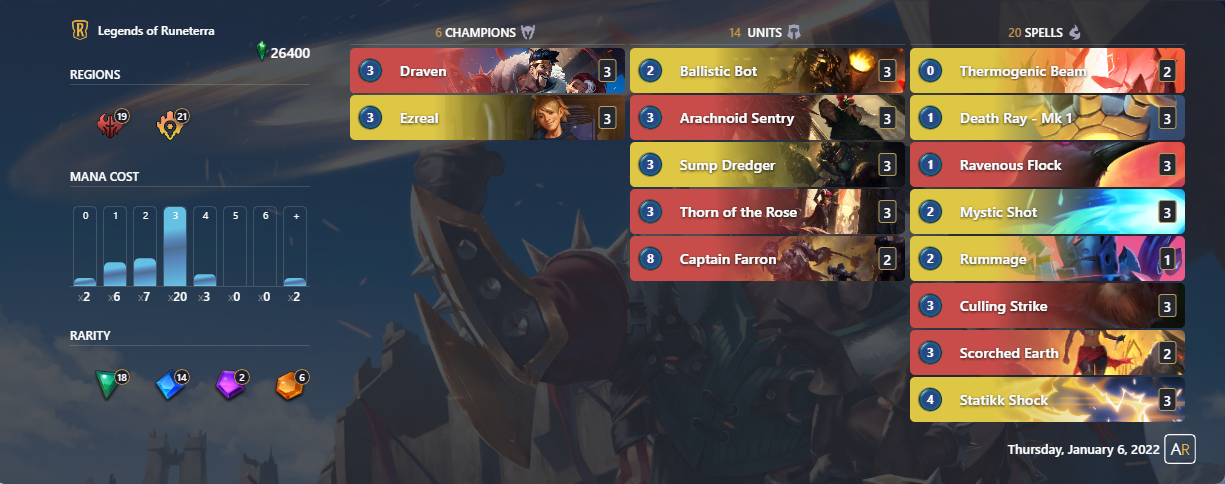 Legends of Runeterra
26400
REGIONS
19
21
MANA COST
0 1 2 3 4 5 6 +
x2 x6 x7 x20 x3 x0 x0 x2
RARITY
18
14
2
6
6 CHAMPIONS
3 Draven 3
3 Ezreal 3
14 UNITS
2 Ballistic Bot 3
3 Arachnoid Sentry 3
3 Sump Dredger 3
3 Thorn of the Rose 3
8 Captain Farron 2
20 SPELLS
0 Thermogenic Beam 2
1 Death Ray - Mk 1 3
1 Ravenous Flock 3
2 Mystic Shot 3
2 Rummage 1
3 Culling Strike 3
3 Scorched Earth 2
4 Statikk Shock 3
Thursday, January 6, 2022 AR